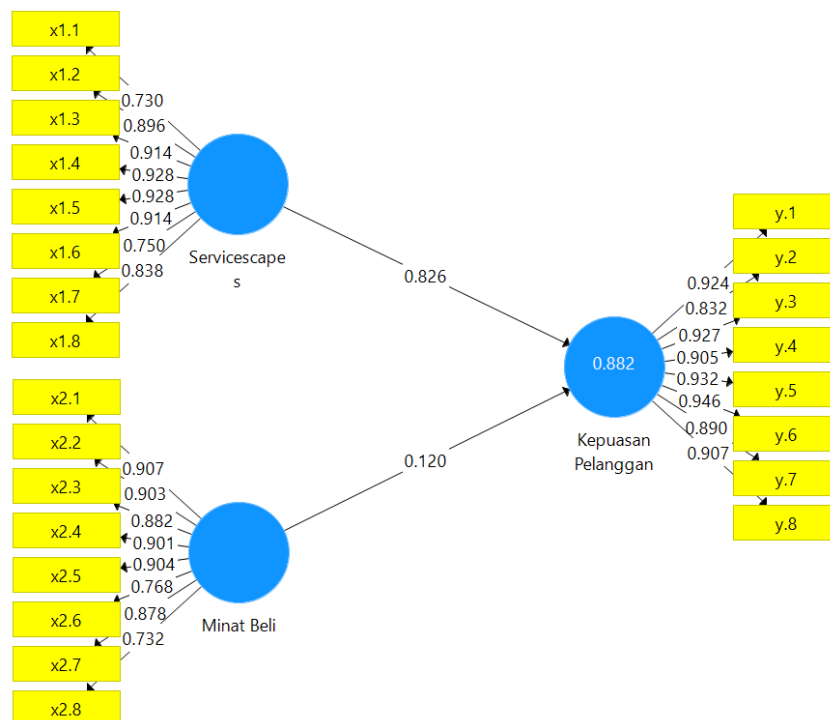 x1.1
x1.2
x1.3
x1.4
x1.5
x1.6
x1.7
x1.8
0.730
0.896
0.914
0.928
0.928
0.914
0.750
0.838
Servicescape
s
0.826
x2.1
x2.2
x2.3
x2.4
x2.5
x2.6
x2.7
x2.8
0.907
0.903
0.882
0.901
0.904
0.768
0.878
0.732
Minat Beli
0.120
0.882
Kepuasan
Pelanggan
0.924
0.832
0.927
0.905
0.932
0.946
0.890
0.907
y.1
y.2
y.3
y.4
y.5
y.6
y.7
y.8